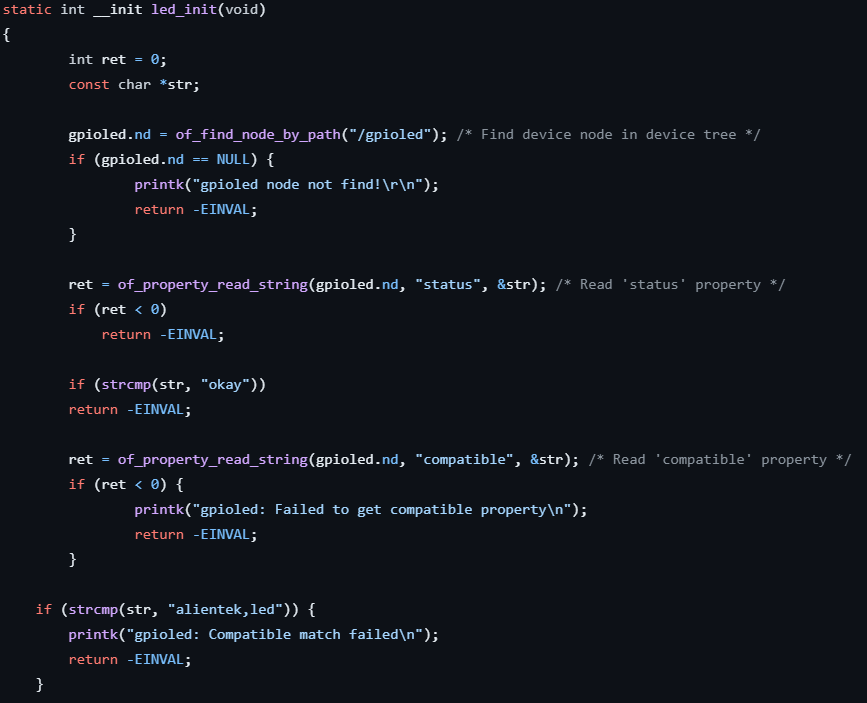 static int __init led_init(void)
{
        int ret = 0;
        const char *str;

        gpioled.nd = of_find_node_by_path("/gpioled"); /* Find device node in device tree */
        if (gpioled.nd == NULL) {
                printk("gpioled node not find!\r\n");
                return -EINVAL;
        }

        ret = of_property_read_string(gpioled.nd, "status", &str); /* Read 'status' property */
        if (ret < 0)
            return -EINVAL;

        if (strcmp(str, "okay"))
        return -EINVAL;

        ret = of_property_read_string(gpioled.nd, "compatible", &str); /* Read 'compatible' property */
        if (ret < 0) {
                printk("gpioled: Failed to get compatible property\n");
                return -EINVAL;
        }

    if (strcmp(str, "alientek,led")) {
        printk("gpioled: Compatible match failed\n");
        return -EINVAL;
    }